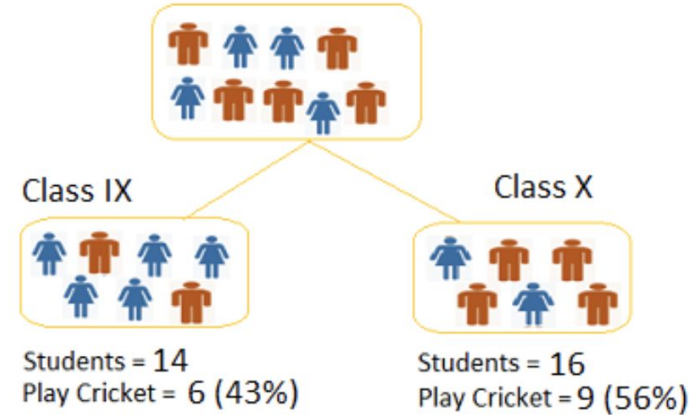 Class IX
Class X
Students = 14
Play Cricket = 6 (43%)
Students = 16
Play Cricket = 9 (56%)